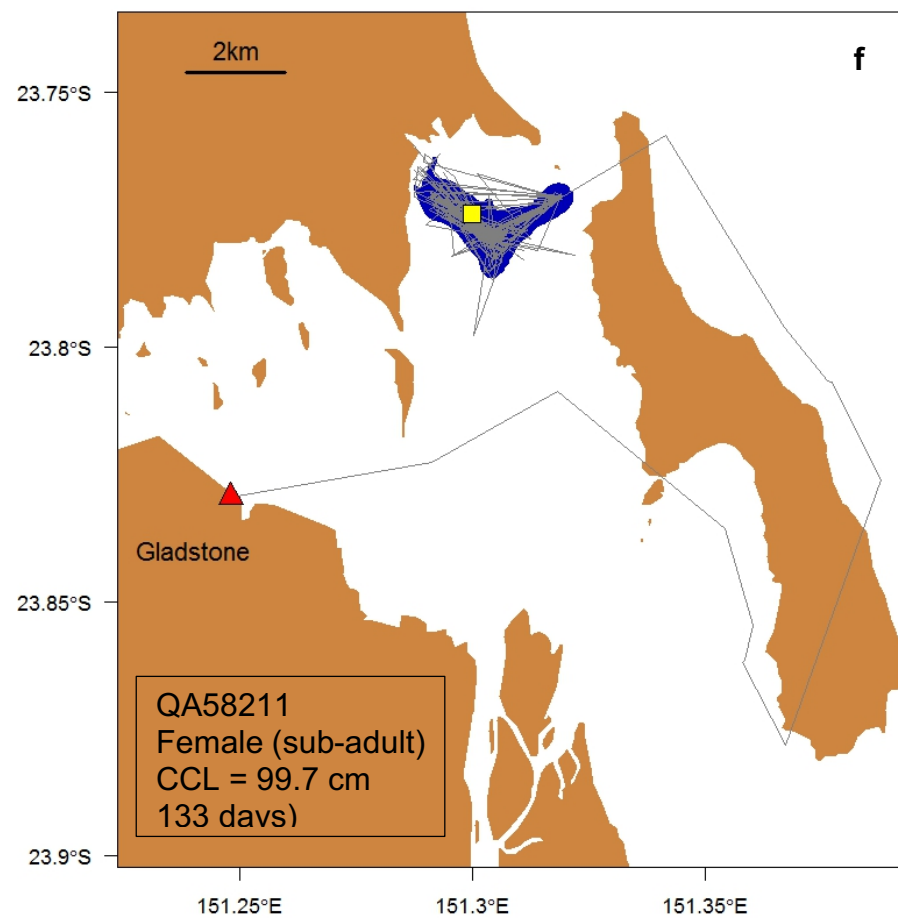 2km
f
23.75°S
23.8°S
23.85°S
23.9°S
Gladstone
QA58211
Female (sub-adult)
CCL = 99.7 cm
133 days)
151.25°E
151.3°E
151.35°E